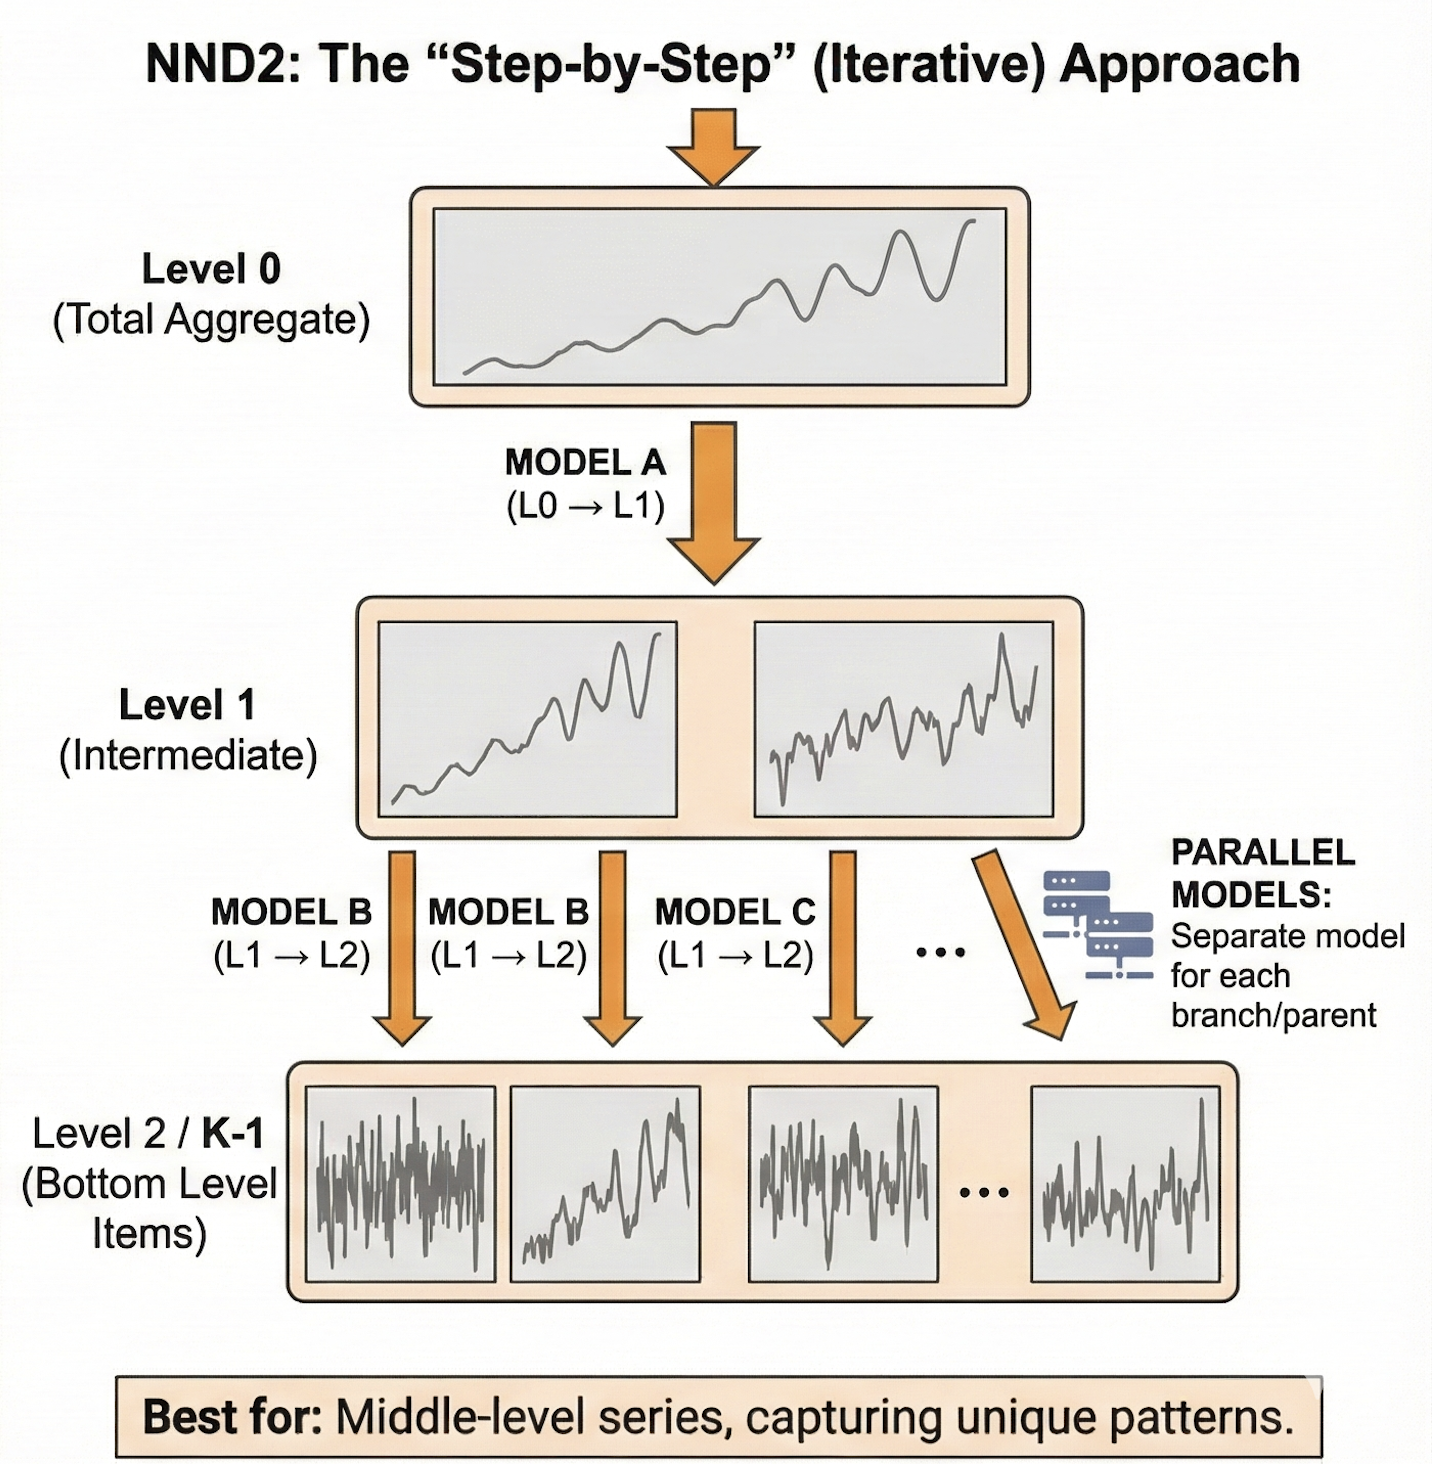 NND2: The “Step-by-Step” (Iterative) Approach
Level 0
(Total Aggregate)
MODEL A
(L0 → L1)
Level 1
(Intermediate)
MODEL B
(L1 → L2)
MODEL B
(L1 → L2)
MODEL C
(L1 → L2)
...
PARALLEL
MODELS:
Separate model
for each
branch/parent
Level 2 / K-1
(Bottom Level
Items)
...
Best for: Middle-level series, capturing unique patterns.